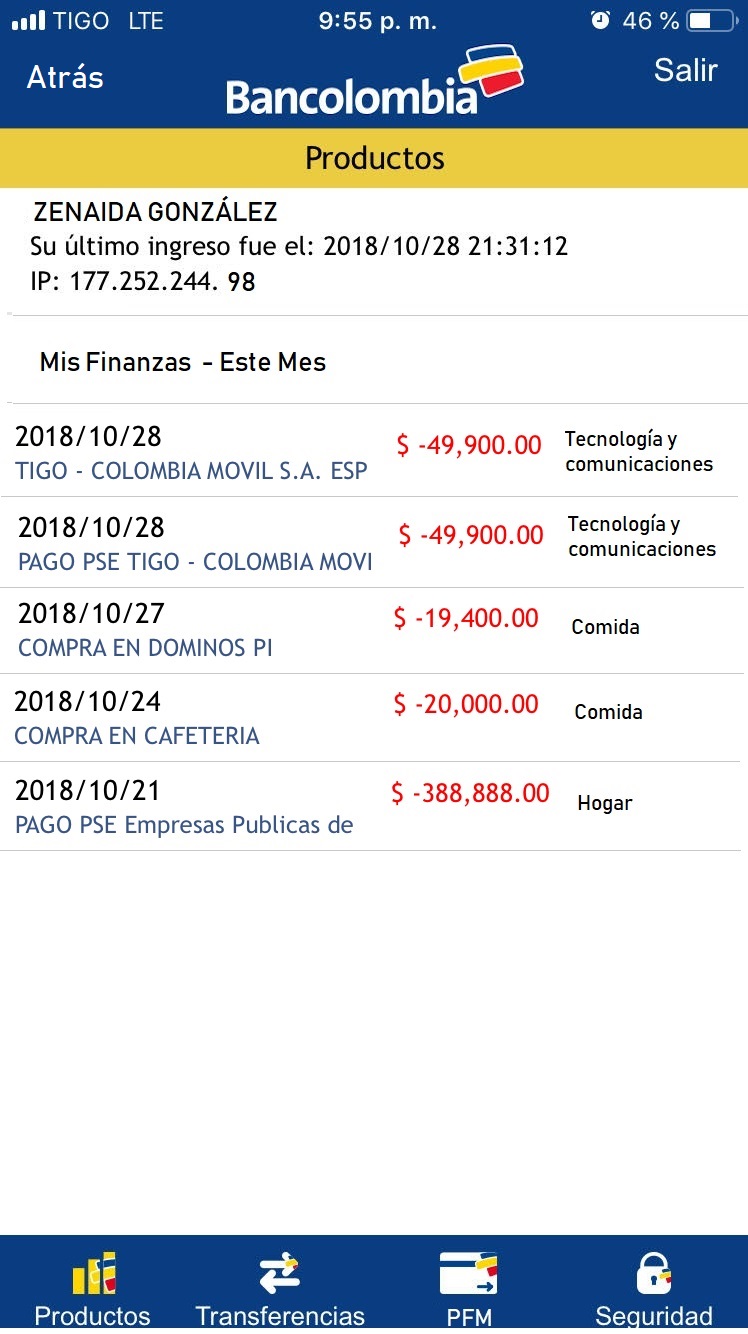 TIGO LTE 9:55 p. m. 46 %
Atrás Bancolombia Salir
Productos
ZENAIDA GONZÁLEZ
Su último ingreso fue el: 2018/10/28 21:31:12
IP: 177.252.244. 98
Mis Finanzas - Este Mes
2018/10/28 $ -49,900.00 Tecnología y
TIGO - COLOMBIA MOVIL S.A. ESP comunicaciones
2018/10/28 $ -49,900.00 Tecnología y
PAGO PSE TIGO - COLOMBIA MOVI comunicaciones
2018/10/27 $ -19,400.00 Comida
COMPRA EN DOMINOS PI
2018/10/24 $ -20,000.00 Comida
COMPRA EN CAFETERIA
2018/10/21 $ -388,888.00 Hogar
PAGO PSE Empresas Publicas de
Productos Transferencias PFM Seguridad